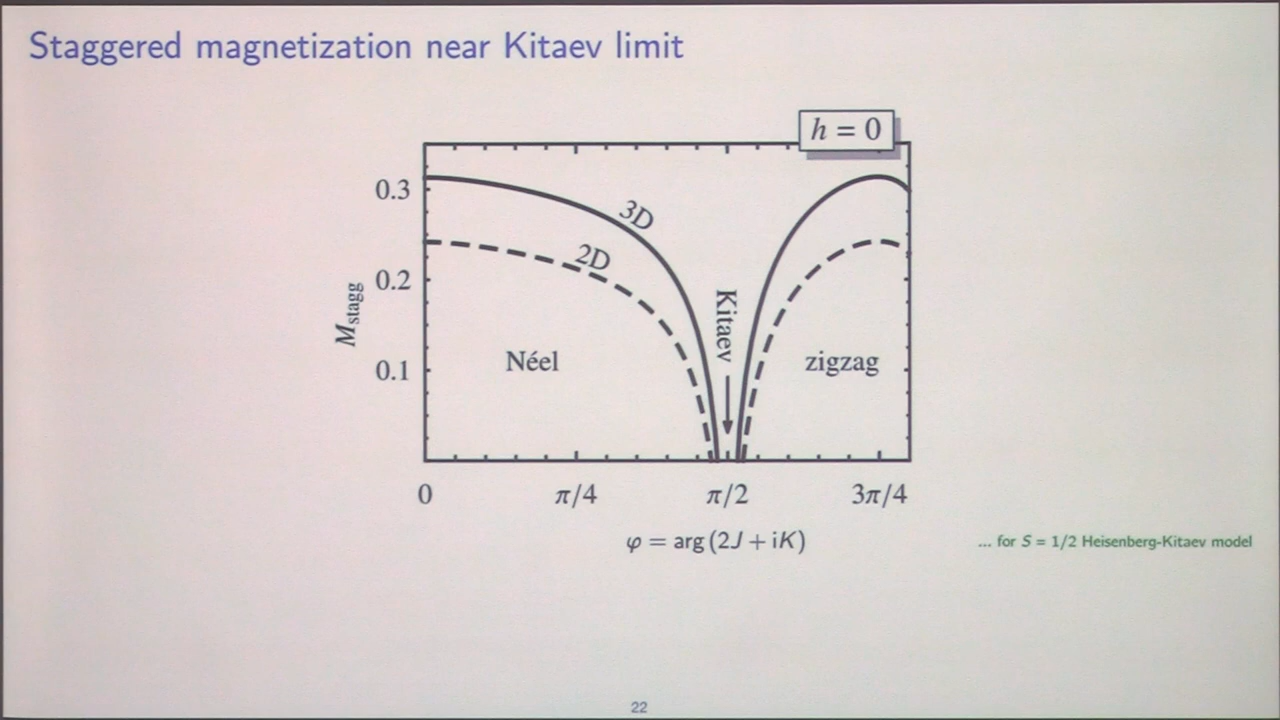 Staggered magnetization near Kitaev limit
h = 0
0.3
0.2
0.1
M_stagg
3D
2D
Kitaev
Néel
zigzag
0
π/4
π/2
3π/4
φ = arg (2J + iK)
... for S = 1/2 Heisenberg-Kitaev model
22